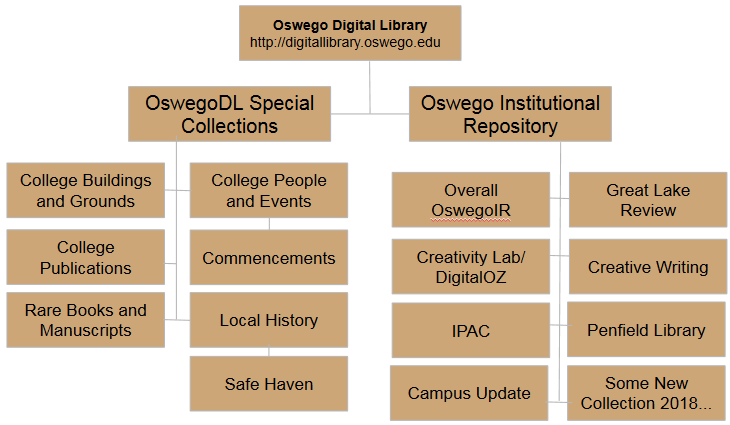 Oswego Digital Library
http://digitallibrary.oswego.edu
OswegoDL Special
Collections
Oswego Institutional
Repository
College Buildings
and Grounds
College People
and Events
College
Publications
Commencements
Rare Books and
Manuscripts
Local History
Safe Haven
Overall
OswegoIR
Great Lake
Review
Creativity Lab/
DigitalOZ
Creative Writing
IPAC
Penfield Library
Campus Update
Some New
Collection 2018...